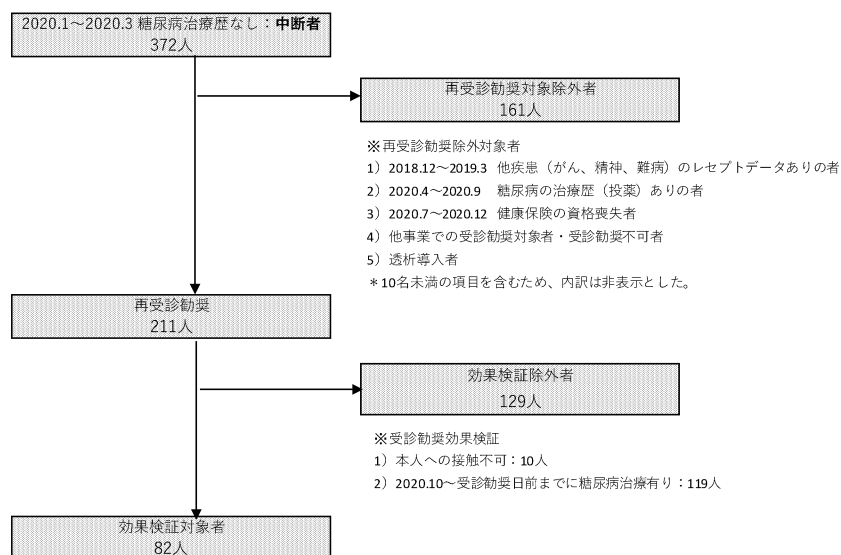 2020.1～2020.3 糖尿病治療歴なし：中断者
372人
再受診勧奨対象除外者
161人
※再受診勧奨除外対象者
1）2018.12～2019.3 他疾患（がん、精神、難病）のレセプトデータありの者
2）2020.4～2020.9 糖尿病の治療歴（投薬）ありの者
3）2020.7～2020.12 健康保険の資格喪失者
4）他事業での受診勧奨対象者・受診勧奨不可者
5）透析導入者
＊10名未満の項目を含むため、内訳は非表示とした。
再受診勧奨
211人
効果検証除外者
129人
※受診勧奨効果検証
1）本人への接触不可：10人
2）2020.10～受診勧奨日前までに糖尿病治療有り：119人
効果検証対象者
82人